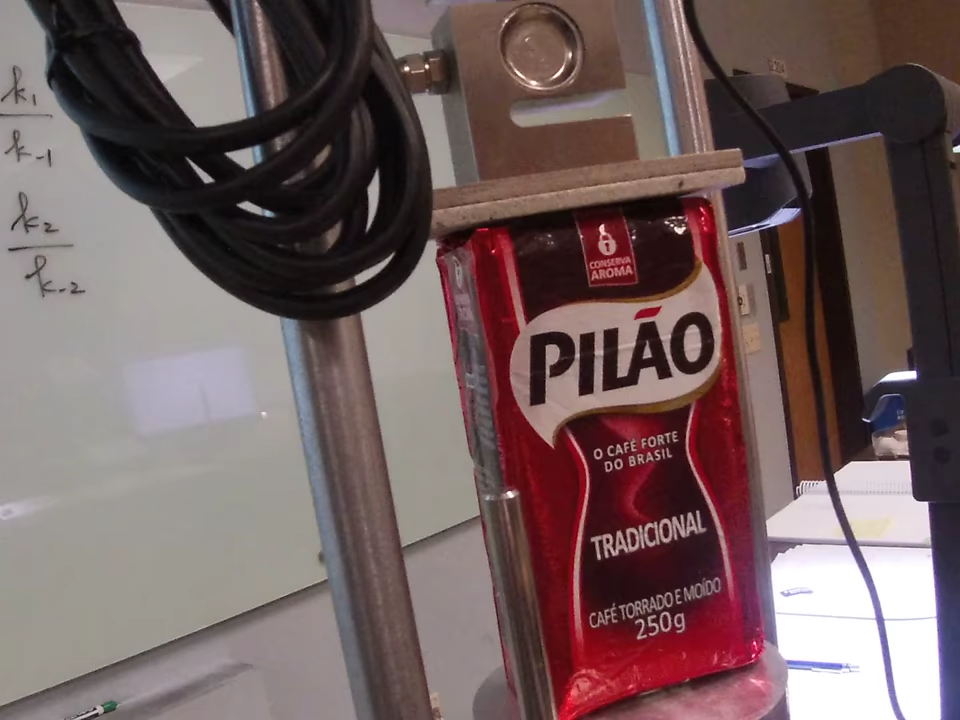 k₁
k₋₁
k₂
k₋₂
CONSERVA
AROMA
PILÃO
O CAFÉ FORTE
DO BRASIL
TRADICIONAL
CAFÉ TORRADO E MOÍDO
250g